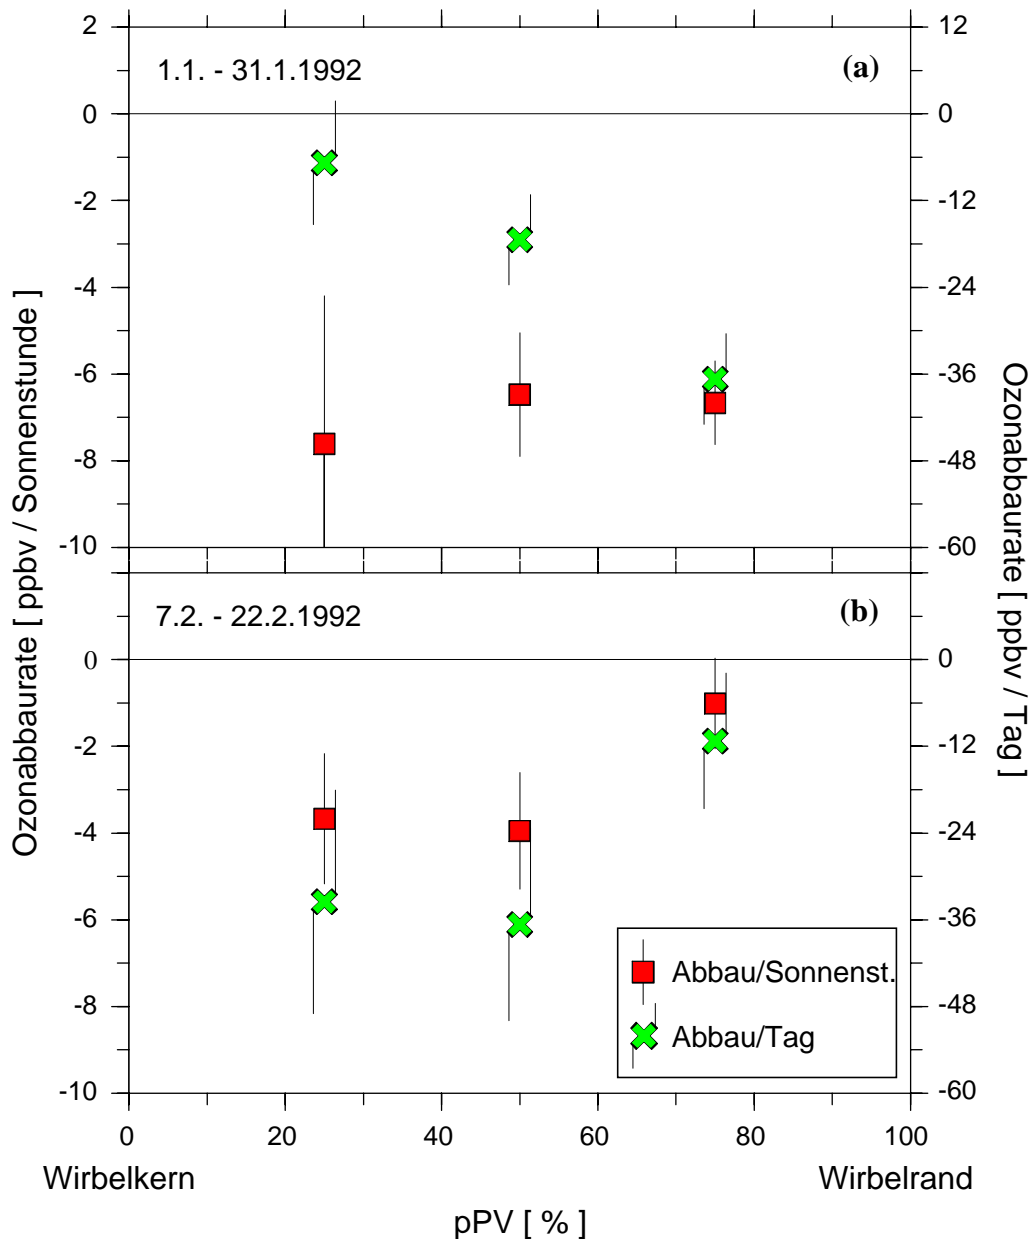 2
12
1.1. - 31.1.1992
(a)
0
0
-2
-12
-4
-24
-6
-36
-8
-48
-10
-60
7.2. - 22.2.1992
(b)
0
0
-2
-12
-4
-24
-6
-36
-8
-48
-10
-60
Ozonabbaurate [ ppbv / Sonnenstunde ]
Ozonabbaurate [ ppbv / Tag ]
Abbau/Sonnenst.
Abbau/Tag
0 20 40 60 80 100
Wirbelkern Wirbelrand
pPV [ % ]